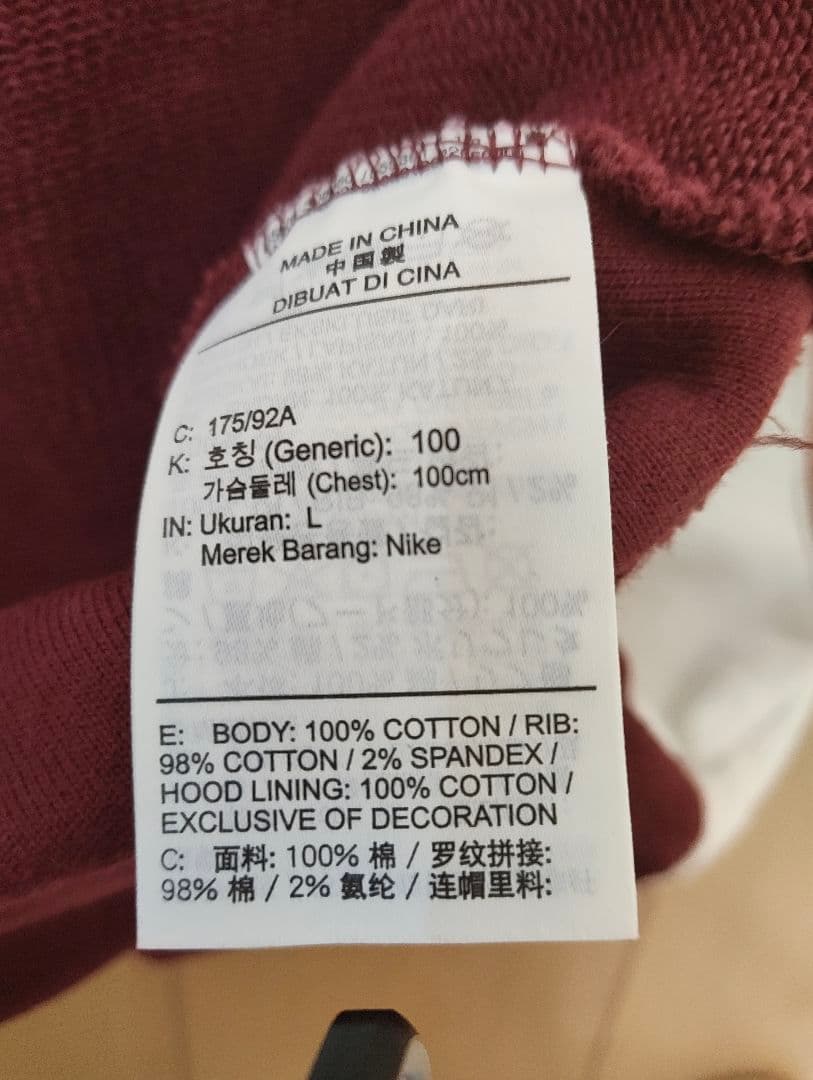 MADE IN CHINA
中国製
DIBUAT DI CINA
C: 175/92A
K: 호칭 (Generic): 100
가슴둘레 (Chest): 100cm
IN: Ukuran: L
Merek Barang: Nike
E: BODY: 100% COTTON / RIB:
98% COTTON / 2% SPANDEX /
HOOD LINING: 100% COTTON /
EXCLUSIVE OF DECORATION
C: 面料: 100% 棉 / 罗纹拼接:
98% 棉 / 2% 氨纶 / 连帽里料: